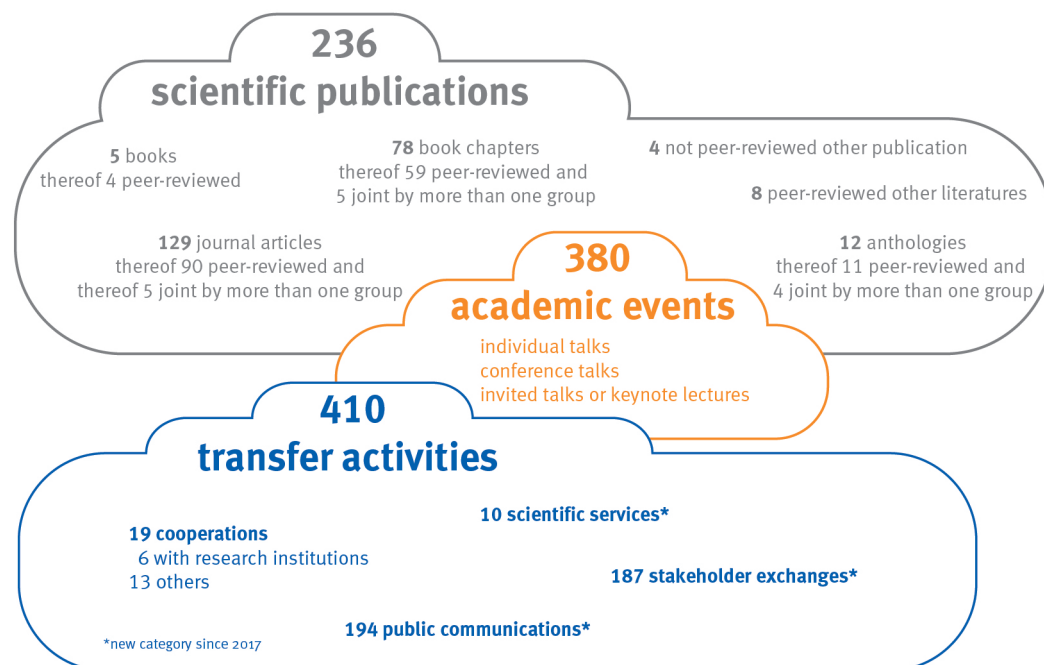 236
scientific publications
5 books
thereof 4 peer-reviewed
78 book chapters
thereof 59 peer-reviewed and
5 joint by more than one group
4 not peer-reviewed other publication
8 peer-reviewed other literatures
129 journal articles
thereof 90 peer-reviewed and
thereof 5 joint by more than one group
12 anthologies
thereof 11 peer-reviewed and
4 joint by more than one group
380
academic events
individual talks
conference talks
invited talks or keynote lectures
410
transfer activities
19 cooperations
6 with research institutions
13 others
10 scientific services*
187 stakeholder exchanges*
194 public communications*
*new category since 2017